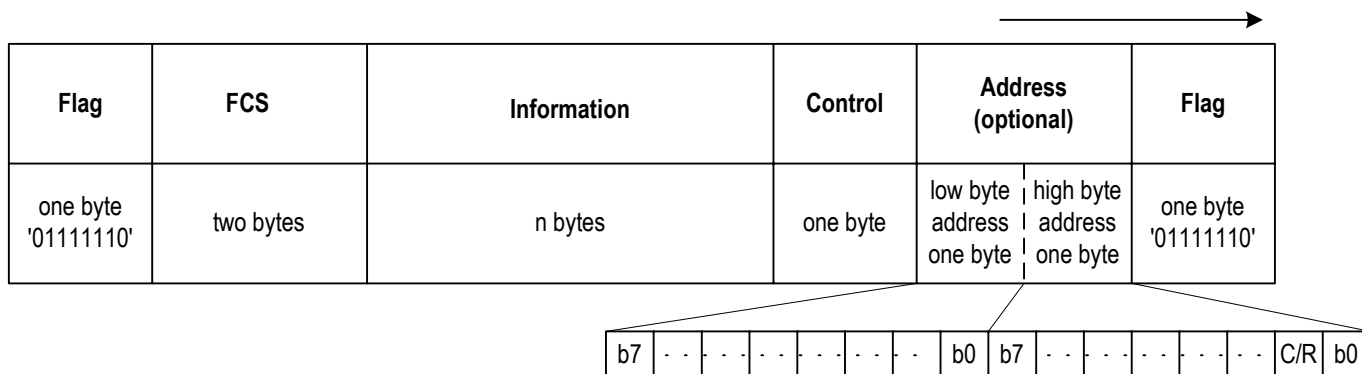 Flag
FCS
Information
Control
Address
(optional)
Flag
one byte
'01111110'
two bytes
n bytes
one byte
low byte
address
one byte
high byte
address
one byte
one byte
'01111110'
b7 - - - - - - - - - - - - b0 b7 - - - - - - - - - - - - C/R b0